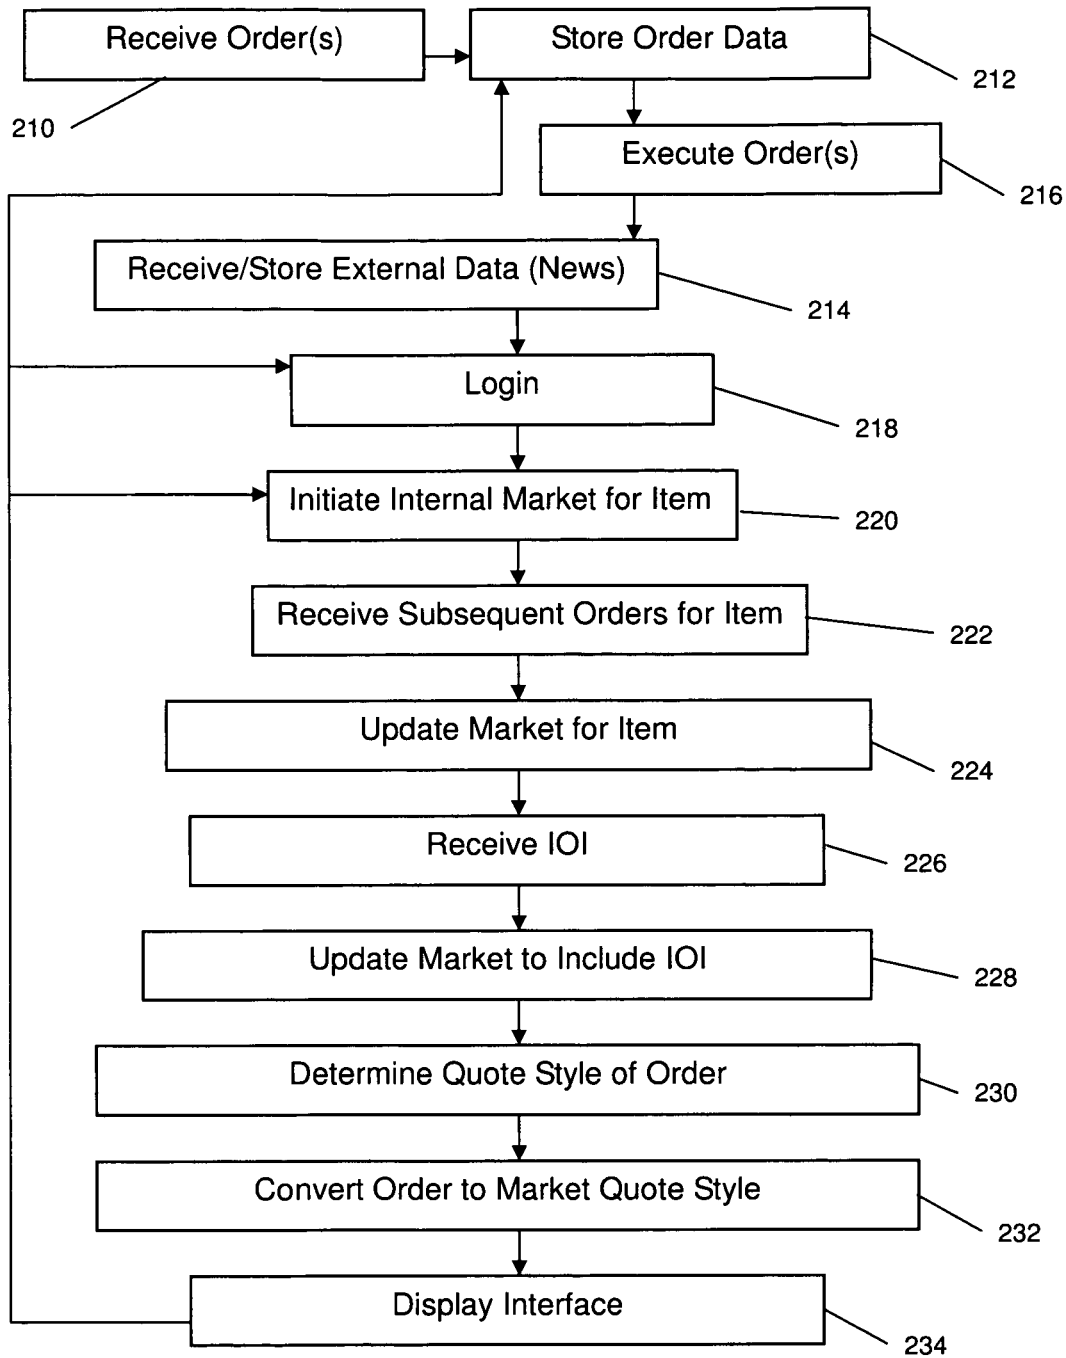 Receive Order(s)
Store Order Data
212
210
Execute Order(s)
216
Receive/Store External Data (News)
214
Login
218
Initiate Internal Market for Item
220
Receive Subsequent Orders for Item
222
Update Market for Item
224
Receive IOI
226
Update Market to Include IOI
228
Determine Quote Style of Order
230
Convert Order to Market Quote Style
232
Display Interface
234